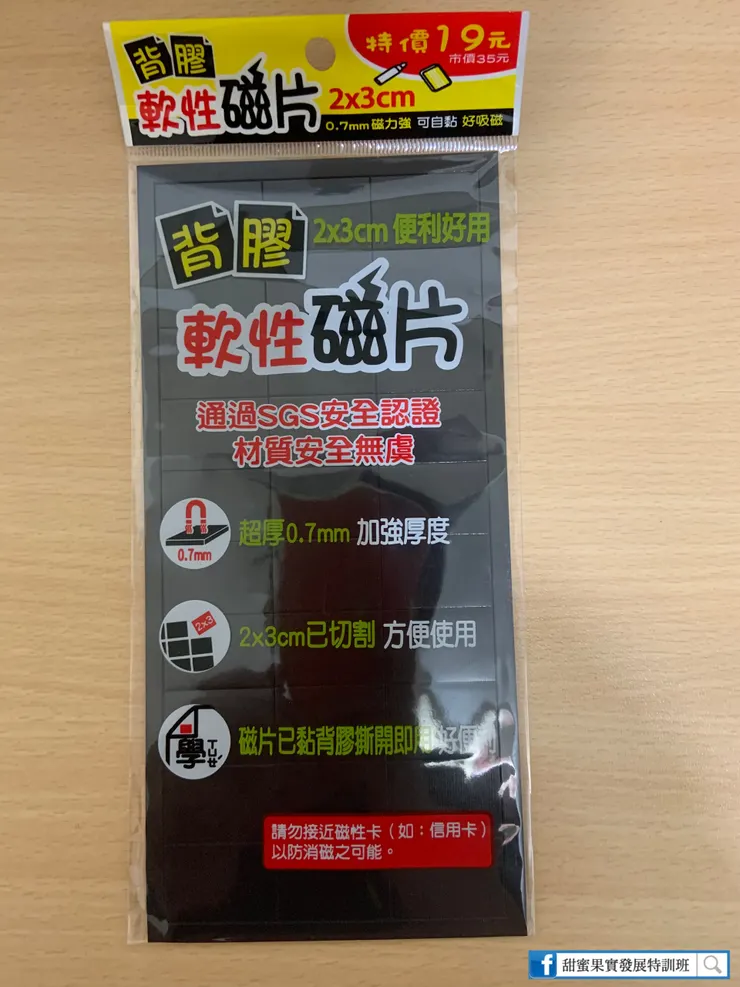 特價19元
市價35元
背膠
軟性磁片
2x3cm
0.7mm 磁力強 可自黏 好吸磁
背膠
2x3cm 便利好用
軟性磁片
通過SGS安全認證
材質安全無虞
0.7mm
超厚0.7mm 加強厚度
2x3
2x3cm已切割 方便使用
學
ㄒㄩㄝˊ
磁片已黏背膠撕開即用 好便利
請勿接近磁性卡（如：信用卡）
以防消磁之可能。
f 甜蜜果實發展特訓班